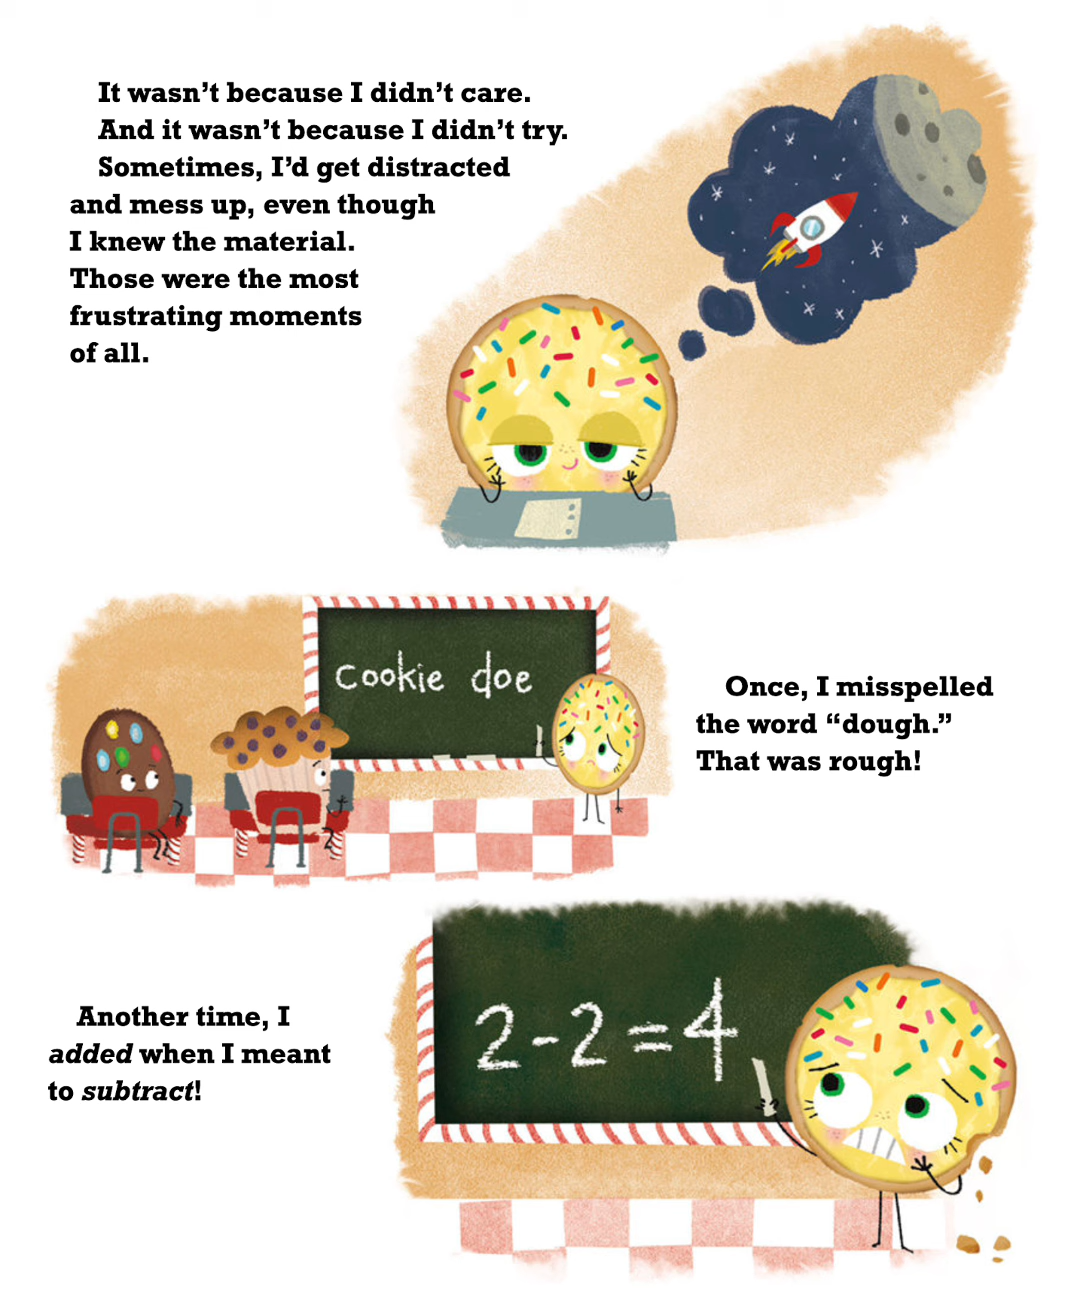 It wasn’t because I didn’t care.
And it wasn’t because I didn’t try.
Sometimes, I’d get distracted
and mess up, even though
I knew the material.
Those were the most
frustrating moments
of all.
cookie doe
Once, I misspelled
the word “dough.”
That was rough!
Another time, I
added when I meant
to subtract!
2-2=4